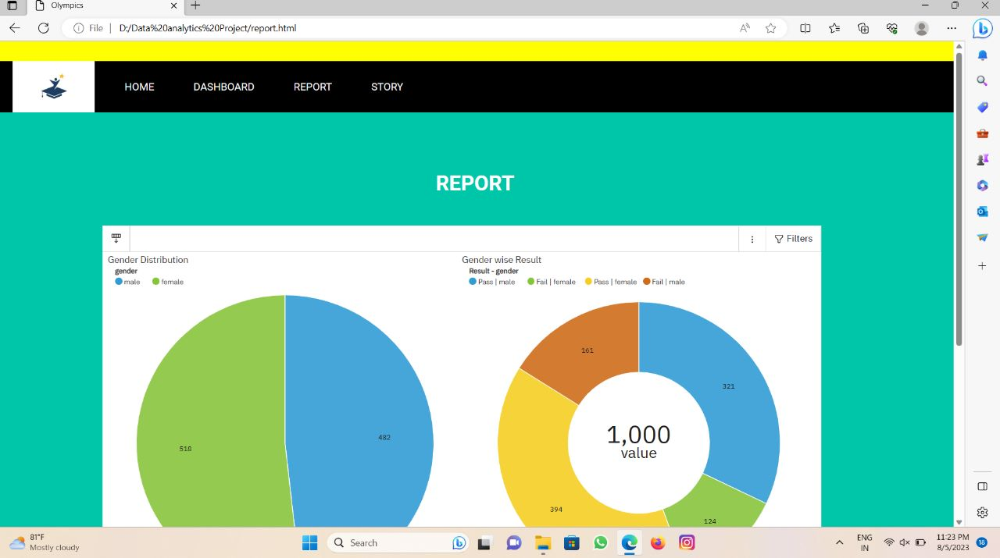 Olympics
File | D:/Data%20analytics%20Project/report.html
HOME DASHBOARD REPORT STORY
REPORT
Filters
Gender Distribution
gender
male female
518
482
Gender wise Result
Result - gender
Pass | male Fail | female Pass | female Fail | male
161
321
1,000
value
394
124
81°F
Mostly cloudy
Search
ENG
IN
11:23 PM
8/5/2023
18